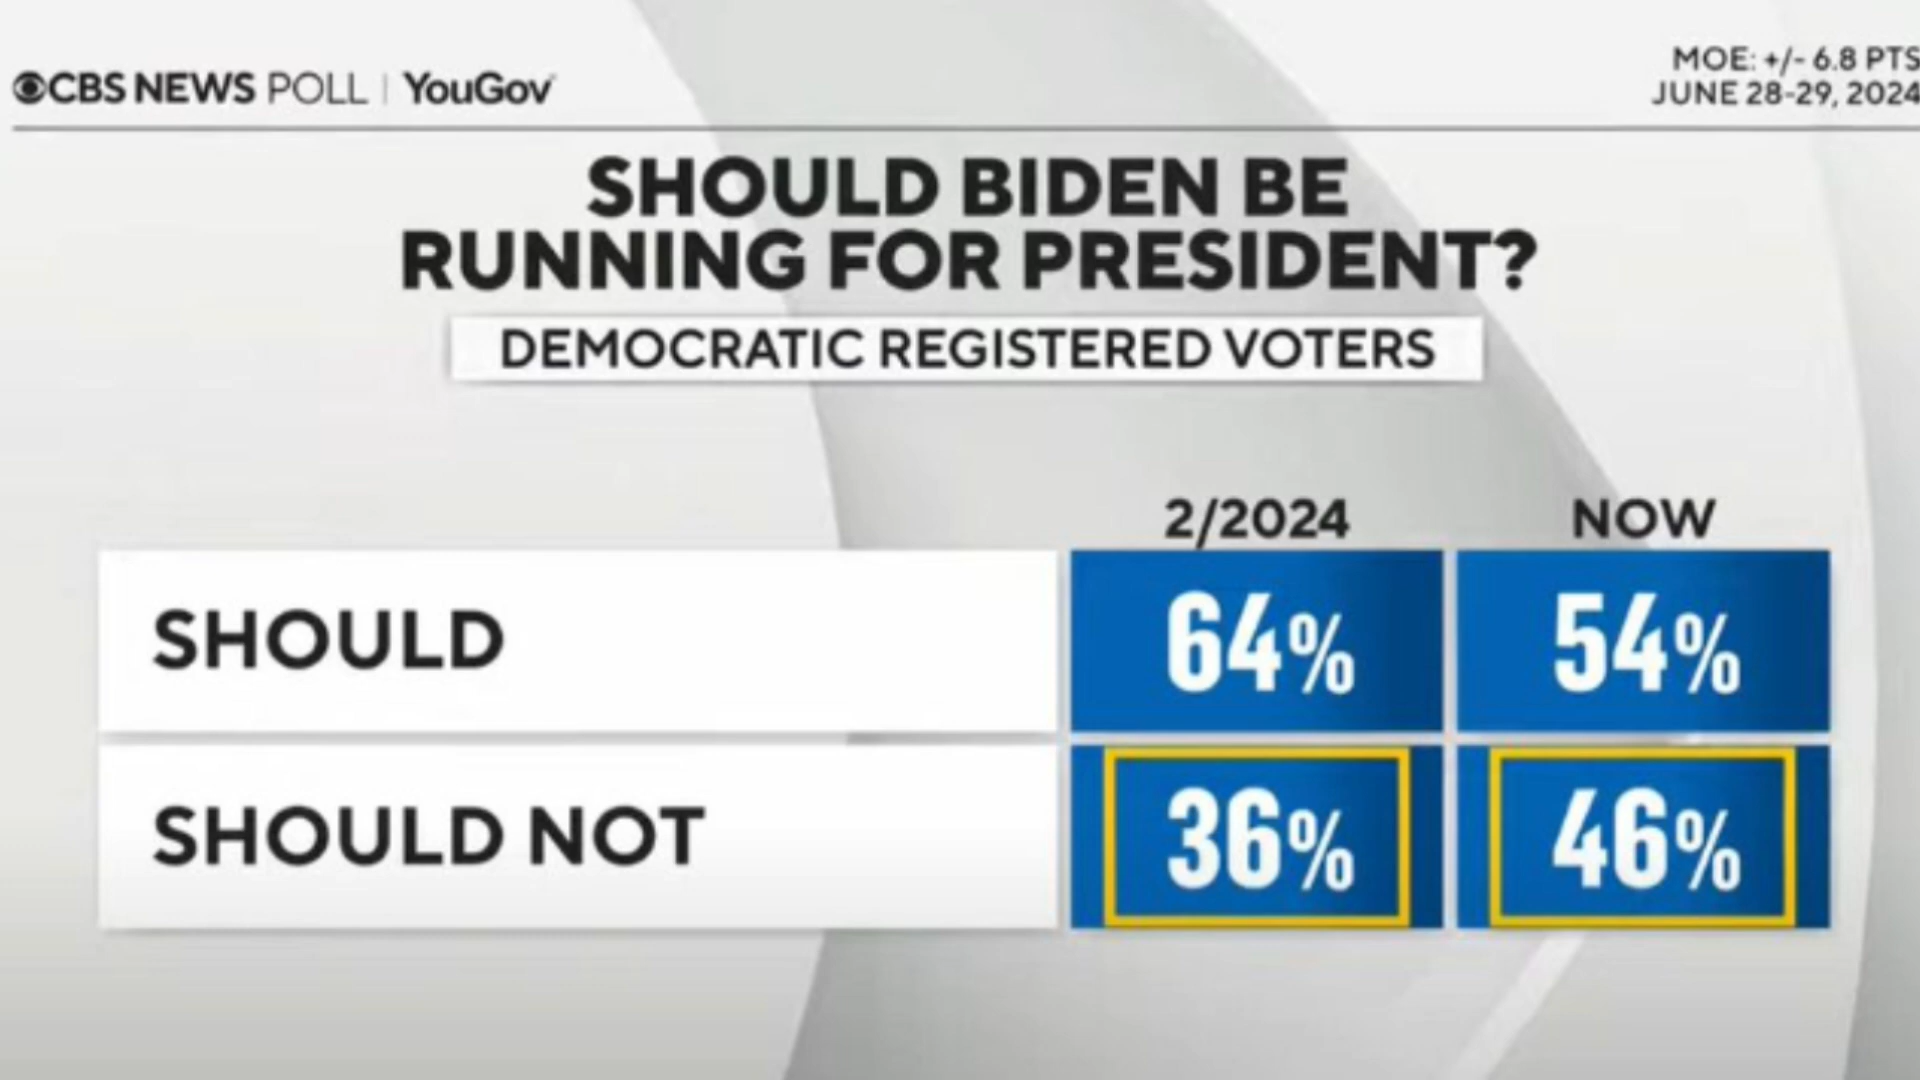 CBS NEWS POLL | YouGov
MOE: +/- 6.8 PTS
JUNE 28-29, 2024
SHOULD BIDEN BE
RUNNING FOR PRESIDENT?
DEMOCRATIC REGISTERED VOTERS
2/2024 NOW
SHOULD 64% 54%
SHOULD NOT 36% 46%